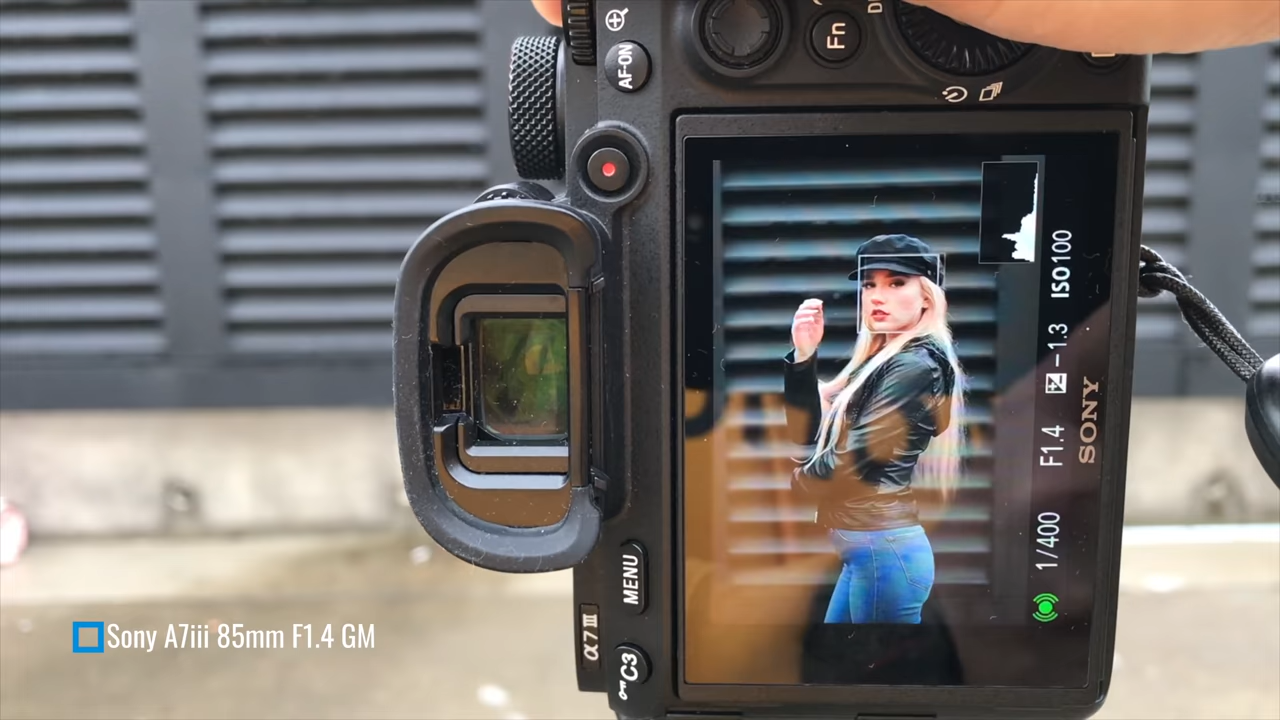 AF-ON
Fn
ISO100
-1.3
F1.4
1/400
SONY
MENU
α7III
C3
Sony A7iii 85mm F1.4 GM